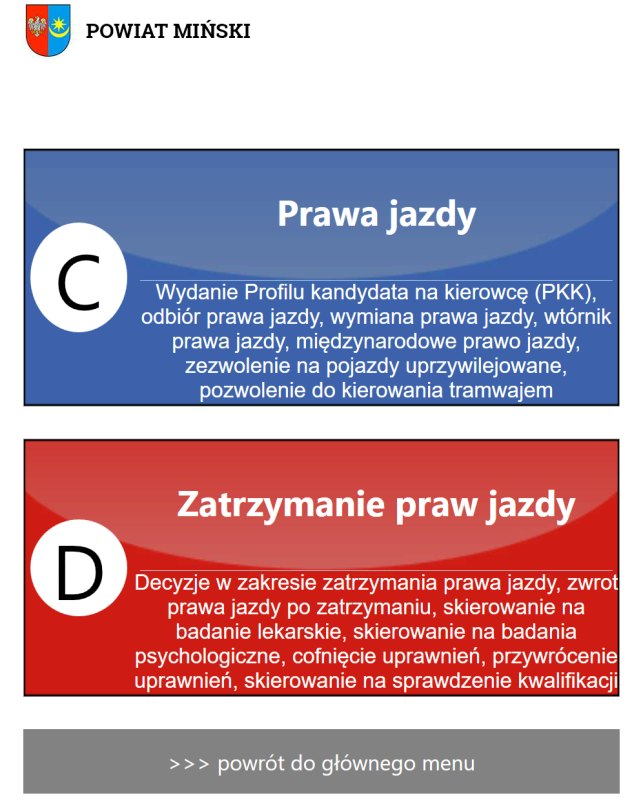 POWIAT MIŃSKI
Prawa jazdy
C
Wydanie Profilu kandydata na kierowcę (PKK),
odbiór prawa jazdy, wymiana prawa jazdy, wtórnik
prawa jazdy, międzynarodowe prawo jazdy,
zezwolenie na pojazdy uprzywilejowane,
pozwolenie do kierowania tramwajem
Zatrzymanie praw jazdy
D
Decyzje w zakresie zatrzymania prawa jazdy, zwrot
prawa jazdy po zatrzymaniu, skierowanie na
badanie lekarskie, skierowanie na badania
psychologiczne, cofnięcie uprawnień, przywrócenie
uprawnień, skierowanie na sprawdzenie kwalifikacji
>>> powrót do głównego menu